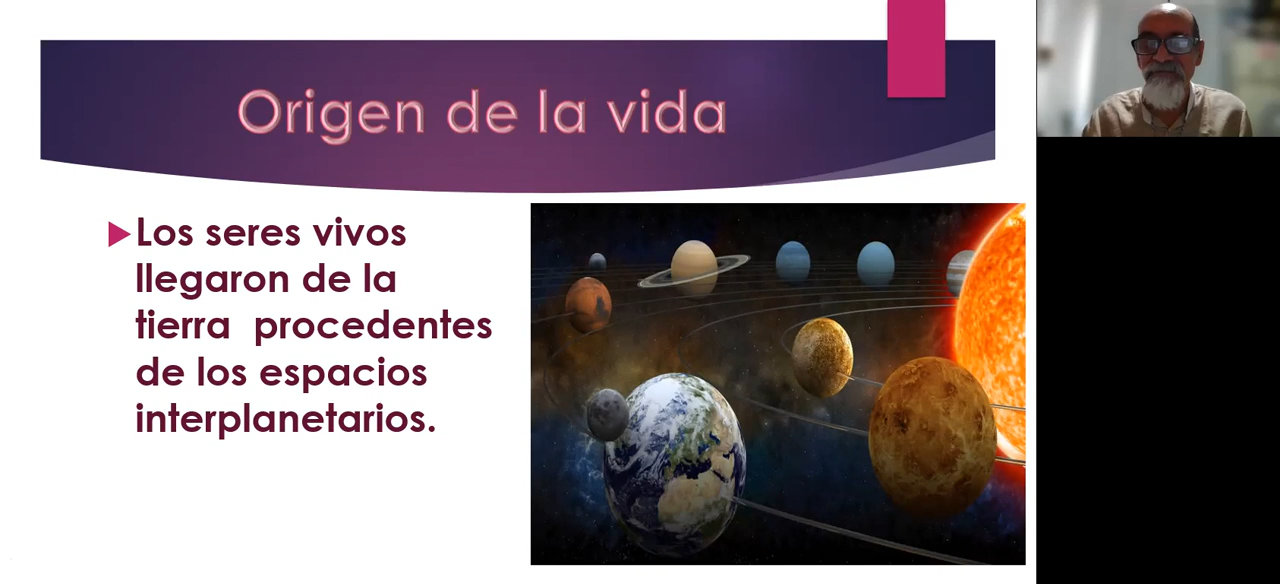 Origen de la vida
Los seres vivos
llegaron de la
tierra procedentes
de los espacios
interplanetarios.